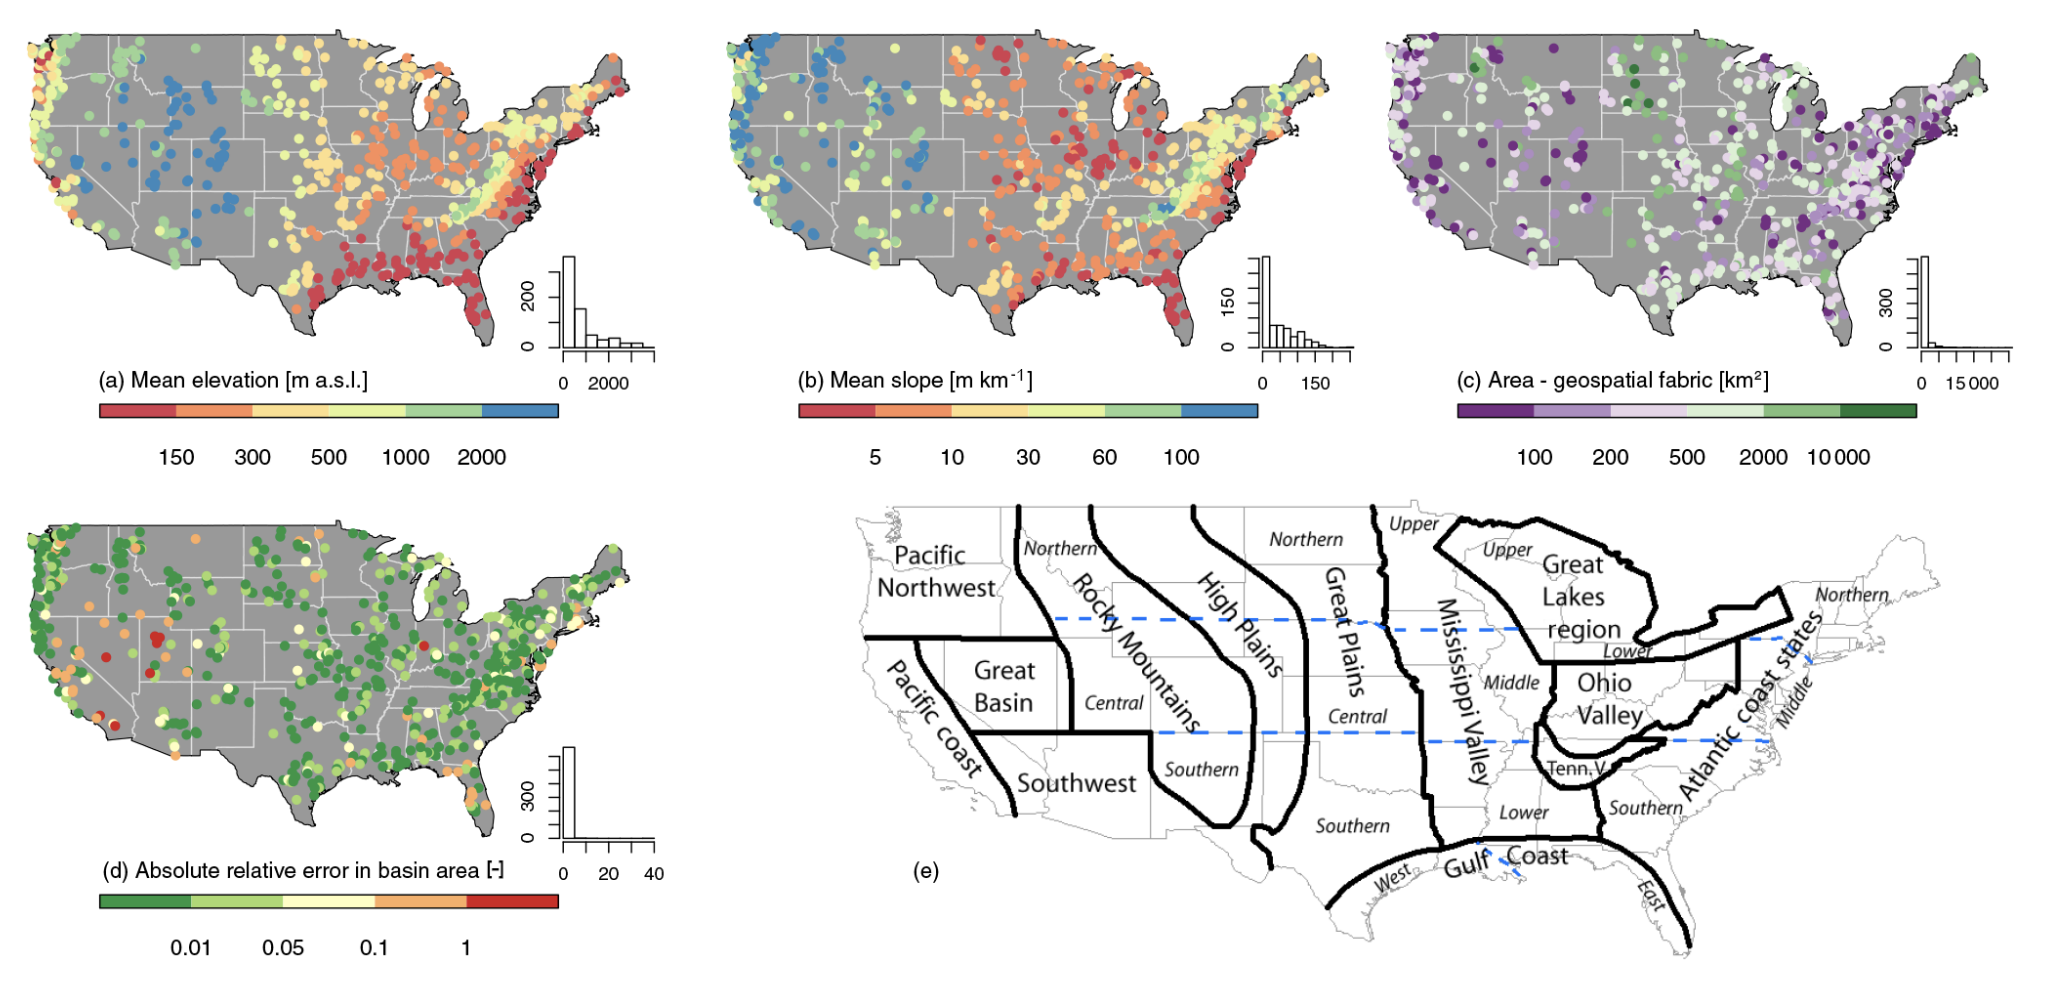 200
0
0 2000
(a) Mean elevation [m a.s.l.]
150 300 500 1000 2000
150
0
0 150
(b) Mean slope [m km⁻¹]
5 10 30 60 100
300
0
0 15 000
(c) Area - geospatial fabric [km²]
100 200 500 2000 10 000
300
0
0 20 40
(d) Absolute relative error in basin area [-]
0.01 0.05 0.1 1
(e)
Pacific
Northwest
Northern
Rocky Mountains
Central
Southern
High Plains
Northern
Great Plains
Central
Southern
Upper
Mississippi Valley
Middle
Lower
Upper
Great
Lakes
region
Lower
Northern
Atlantic coast states
Middle
Southern
Ohio
Valley
Tenn.V.
Great
Basin
Pacific coast
Southwest
West
Gulf Coast
East